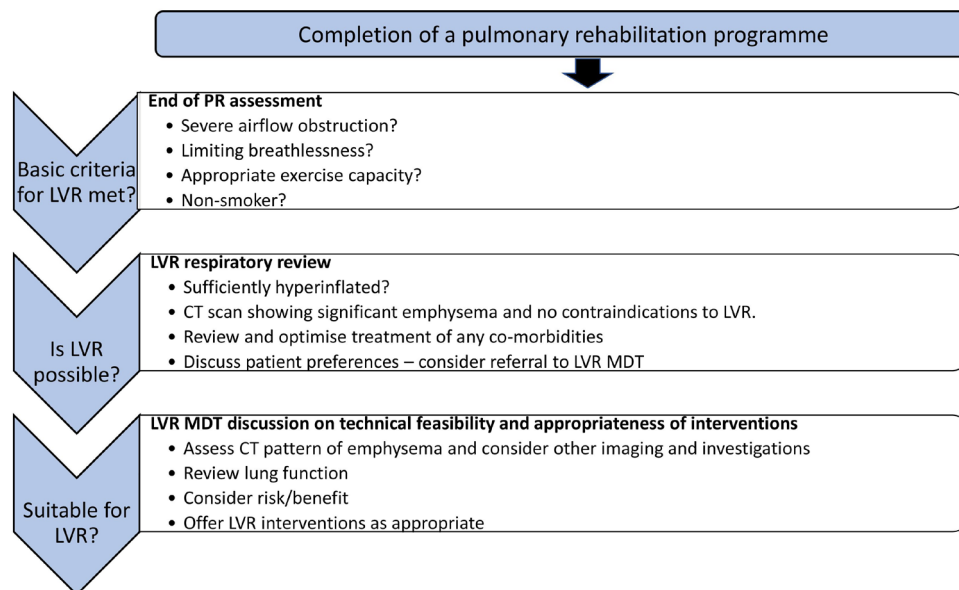 Completion of a pulmonary rehabilitation programme
Basic criteria
for LVR met?
End of PR assessment
• Severe airflow obstruction?
• Limiting breathlessness?
• Appropriate exercise capacity?
• Non-smoker?
Is LVR
possible?
LVR respiratory review
• Sufficiently hyperinflated?
• CT scan showing significant emphysema and no contraindications to LVR.
• Review and optimise treatment of any co-morbidities
• Discuss patient preferences – consider referral to LVR MDT
Suitable for
LVR?
LVR MDT discussion on technical feasibility and appropriateness of interventions
• Assess CT pattern of emphysema and consider other imaging and investigations
• Review lung function
• Consider risk/benefit
• Offer LVR interventions as appropriate